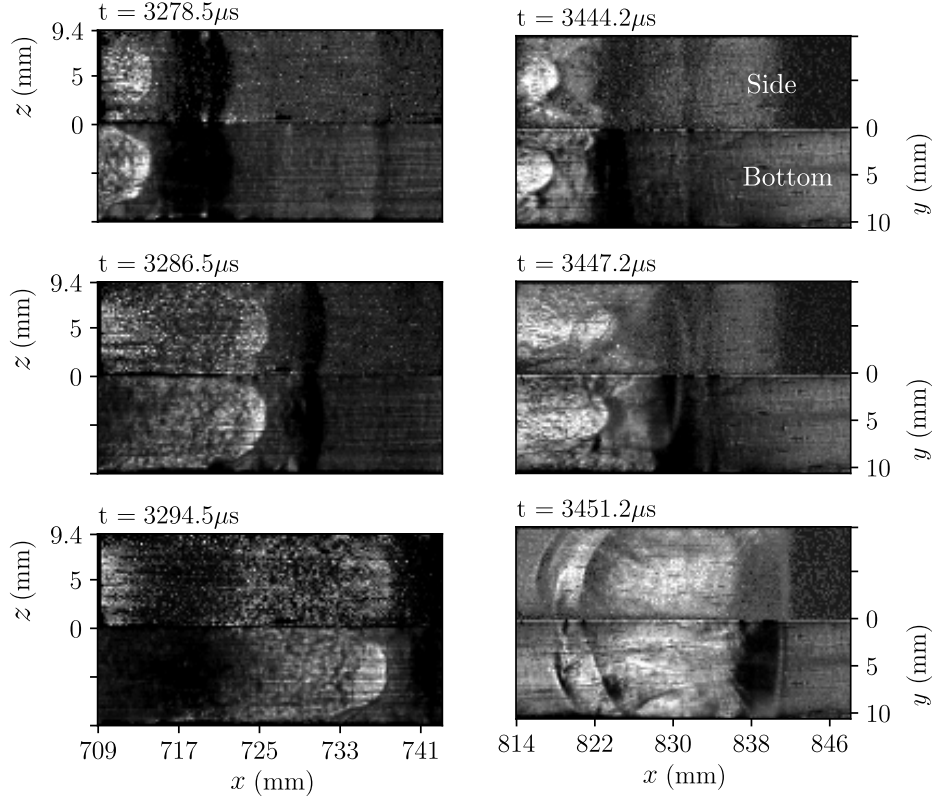 t = 3278.5μs
t = 3444.2μs
9.4
5
0
z (mm)
Side
Bottom
0
5
10
y (mm)
t = 3286.5μs
t = 3447.2μs
9.4
5
0
z (mm)
0
5
10
y (mm)
t = 3294.5μs
t = 3451.2μs
9.4
5
0
z (mm)
0
5
10
y (mm)
709 717 725 733 741
814 822 830 838 846
x (mm)
x (mm)